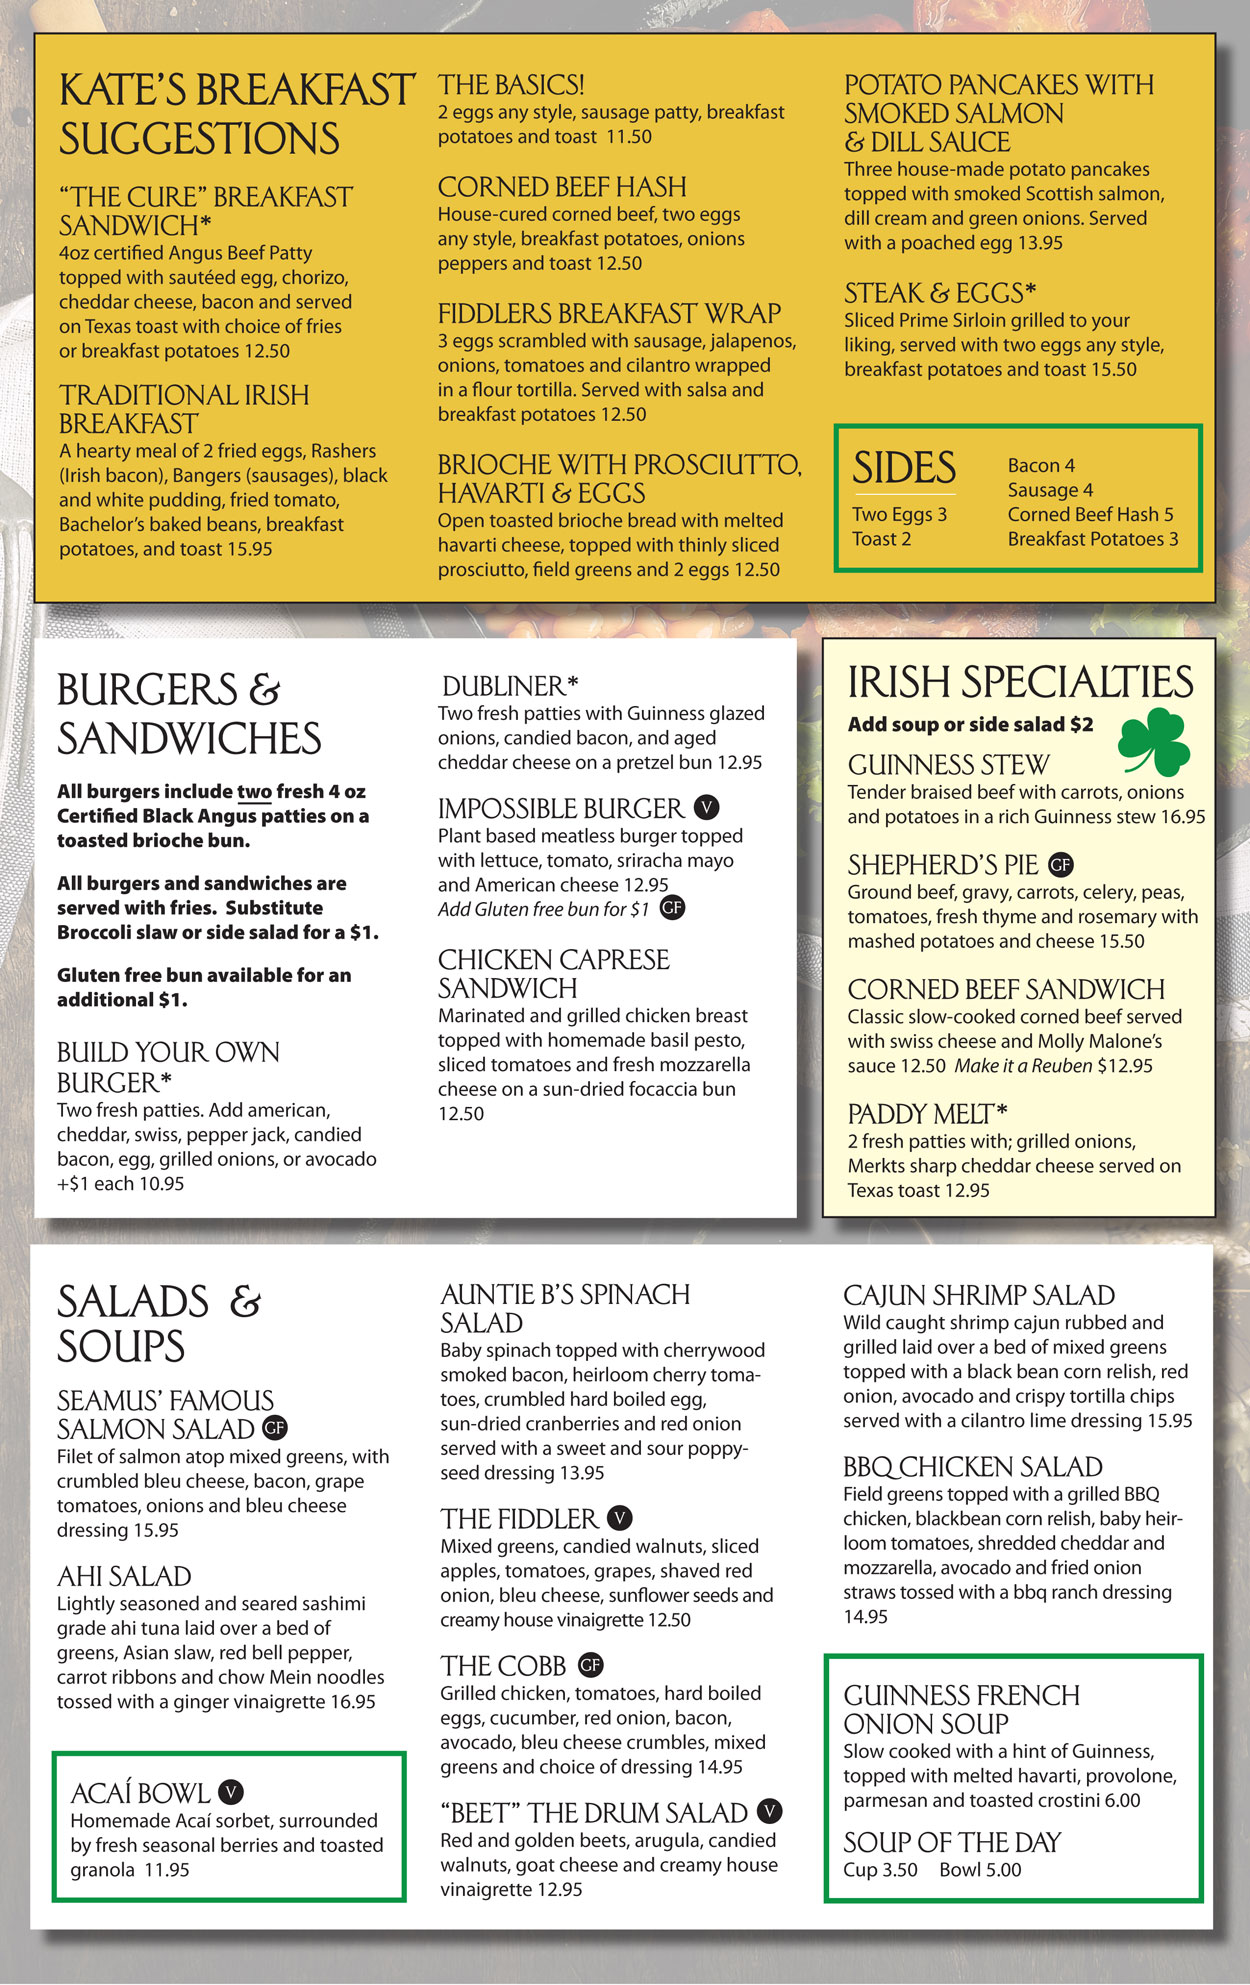 KATE'S BREAKFAST
SUGGESTIONS
“THE CURE” BREAKFAST
SANDWICH*
4oz certified Angus Beef Patty
topped with sautéed egg, chorizo,
cheddar cheese, bacon and served
on Texas toast with choice of fries
or breakfast potatoes 12.50
TRADITIONAL IRISH
BREAKFAST
A hearty meal of 2 fried eggs, Rashers
(Irish bacon), Bangers (sausages), black
and white pudding, fried tomato,
Bachelor's baked beans, breakfast
potatoes, and toast 15.95
THE BASICS!
2 eggs any style, sausage patty, breakfast
potatoes and toast 11.50
CORNED BEEF HASH
House-cured corned beef, two eggs
any style, breakfast potatoes, onions
peppers and toast 12.50
FIDDLERS BREAKFAST WRAP
3 eggs scrambled with sausage, jalapenos,
onions, tomatoes and cilantro wrapped
in a flour tortilla. Served with salsa and
breakfast potatoes 12.50
BRIOCHE WITH PROSCIUTTO,
HAVARTI & EGGS
Open toasted brioche bread with melted
havarti cheese, topped with thinly sliced
prosciutto, field greens and 2 eggs 12.50
POTATO PANCAKES WITH
SMOKED SALMON
& DILL SAUCE
Three house-made potato pancakes
topped with smoked Scottish salmon,
dill cream and green onions. Served
with a poached egg 13.95
STEAK & EGGS*
Sliced Prime Sirloin grilled to your
liking, served with two eggs any style,
breakfast potatoes and toast 15.50
SIDES
Two Eggs 3
Toast 2
Bacon 4
Sausage 4
Corned Beef Hash 5
Breakfast Potatoes 3
BURGERS &
SANDWICHES
All burgers include two fresh 4 oz
Certified Black Angus patties on a
toasted brioche bun.
All burgers and sandwiches are
served with fries. Substitute
Broccoli slaw or side salad for a $1.
Gluten free bun available for an
additional $1.
BUILD YOUR OWN
BURGER*
Two fresh patties. Add american,
cheddar, swiss, pepper jack, candied
bacon, egg, grilled onions, or avocado
+$1 each 10.95
DUBLINER*
Two fresh patties with Guinness glazed
onions, candied bacon, and aged
cheddar cheese on a pretzel bun 12.95
IMPOSSIBLE BURGER V
Plant based meatless burger topped
with lettuce, tomato, sriracha mayo
and American cheese 12.95
Add Gluten free bun for $1 GF
CHICKEN CAPRESE
SANDWICH
Marinated and grilled chicken breast
topped with homemade basil pesto,
sliced tomatoes and fresh mozzarella
cheese on a sun-dried focaccia bun
12.50
IRISH SPECIALTIES
Add soup or side salad $2
GUINNESS STEW
Tender braised beef with carrots, onions
and potatoes in a rich Guinness stew 16.95
SHEPHERD'S PIE GF
Ground beef, gravy, carrots, celery, peas,
tomatoes, fresh thyme and rosemary with
mashed potatoes and cheese 15.50
CORNED BEEF SANDWICH
Classic slow-cooked corned beef served
with swiss cheese and Molly Malone's
sauce 12.50 Make it a Reuben $12.95
PADDY MELT*
2 fresh patties with; grilled onions,
Merkts sharp cheddar cheese served on
Texas toast 12.95
SALADS &
SOUPS
SEAMUS' FAMOUS
SALMON SALAD GF
Filet of salmon atop mixed greens, with
crumbled bleu cheese, bacon, grape
tomatoes, onions and bleu cheese
dressing 15.95
AHI SALAD
Lightly seasoned and seared sashimi
grade ahi tuna laid over a bed of
greens, Asian slaw, red bell pepper,
carrot ribbons and chow Mein noodles
tossed with a ginger vinaigrette 16.95
ACAÍ BOWL V
Homemade Acaí sorbet, surrounded
by fresh seasonal berries and toasted
granola 11.95
AUNTIE B'S SPINACH
SALAD
Baby spinach topped with cherrywood
smoked bacon, heirloom cherry toma-
toes, crumbled hard boiled egg,
sun-dried cranberries and red onion
served with a sweet and sour poppy-
seed dressing 13.95
THE FIDDLER V
Mixed greens, candied walnuts, sliced
apples, tomatoes, grapes, shaved red
onion, bleu cheese, sunflower seeds and
creamy house vinaigrette 12.50
THE COBB GF
Grilled chicken, tomatoes, hard boiled
eggs, cucumber, red onion, bacon,
avocado, bleu cheese crumbles, mixed
greens and choice of dressing 14.95
“BEET” THE DRUM SALAD V
Red and golden beets, arugula, candied
walnuts, goat cheese and creamy house
vinaigrette 12.95
CAJUN SHRIMP SALAD
Wild caught shrimp cajun rubbed and
grilled laid over a bed of mixed greens
topped with a black bean corn relish, red
onion, avocado and crispy tortilla chips
served with a cilantro lime dressing 15.95
BBQ CHICKEN SALAD
Field greens topped with a grilled BBQ
chicken, blackbean corn relish, baby heir-
loom tomatoes, shredded cheddar and
mozzarella, avocado and fried onion
straws tossed with a bbq ranch dressing
14.95
GUINNESS FRENCH
ONION SOUP
Slow cooked with a hint of Guinness,
topped with melted havarti, provolone,
parmesan and toasted crostini 6.00
SOUP OF THE DAY
Cup 3.50 Bowl 5.00